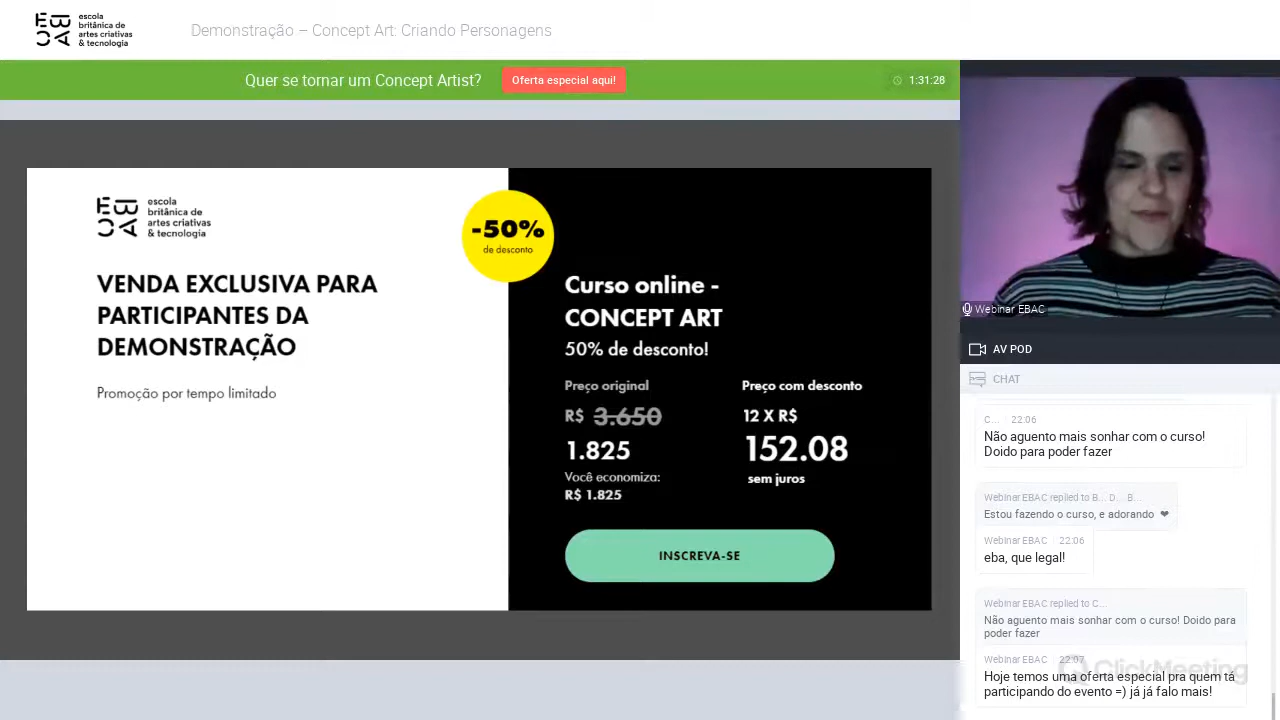 escola
britânica de
artes criativas
& tecnologia
Demonstração – Concept Art: Criando Personagens
Quer se tornar um Concept Artist?
Oferta especial aqui!
1:31:28
EBAC
escola
britânica de
artes criativas
& tecnologia
-50%
de desconto
VENDA EXCLUSIVA PARA
PARTICIPANTES DA
DEMONSTRAÇÃO
Promoção por tempo limitado
Curso online -
CONCEPT ART
50% de desconto!
Preço original
R$ 3.650
1.825
Você economiza:
R$ 1.825
Preço com desconto
12 X R$
152.08
sem juros
INSCREVA-SE
Webinar EBAC
AV POD
CHAT
C... 22:06
Não aguento mais sonhar com o curso!
Doido para poder fazer
Webinar EBAC replied to B... D... B...
Estou fazendo o curso, e adorando ❤
Webinar EBAC 22:06
eba, que legal!
Webinar EBAC replied to C...
Não aguento mais sonhar com o curso! Doido para
poder fazer
Webinar EBAC 22:07
ClickMeeting
Hoje temos uma oferta especial pra quem tá
participando do evento =) já já falo mais!